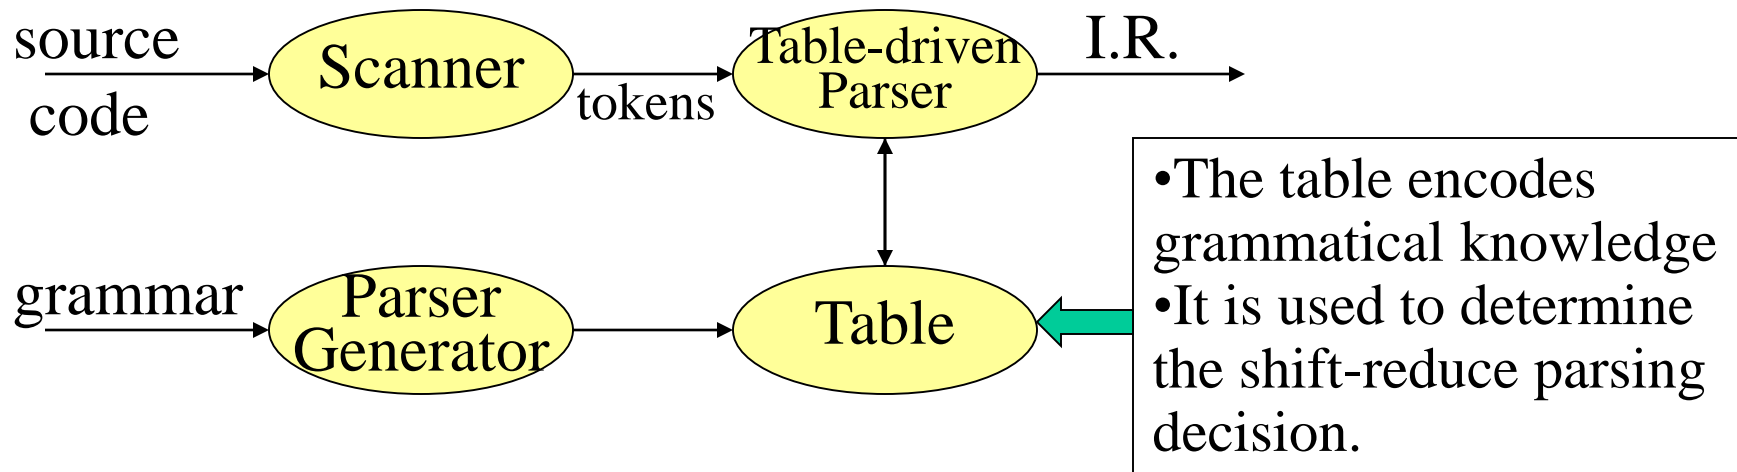 source
code
Scanner
tokens
Table-driven
Parser
I.R.
grammar
Parser
Generator
Table
•The table encodes
grammatical knowledge
•It is used to determine
the shift-reduce parsing
decision.